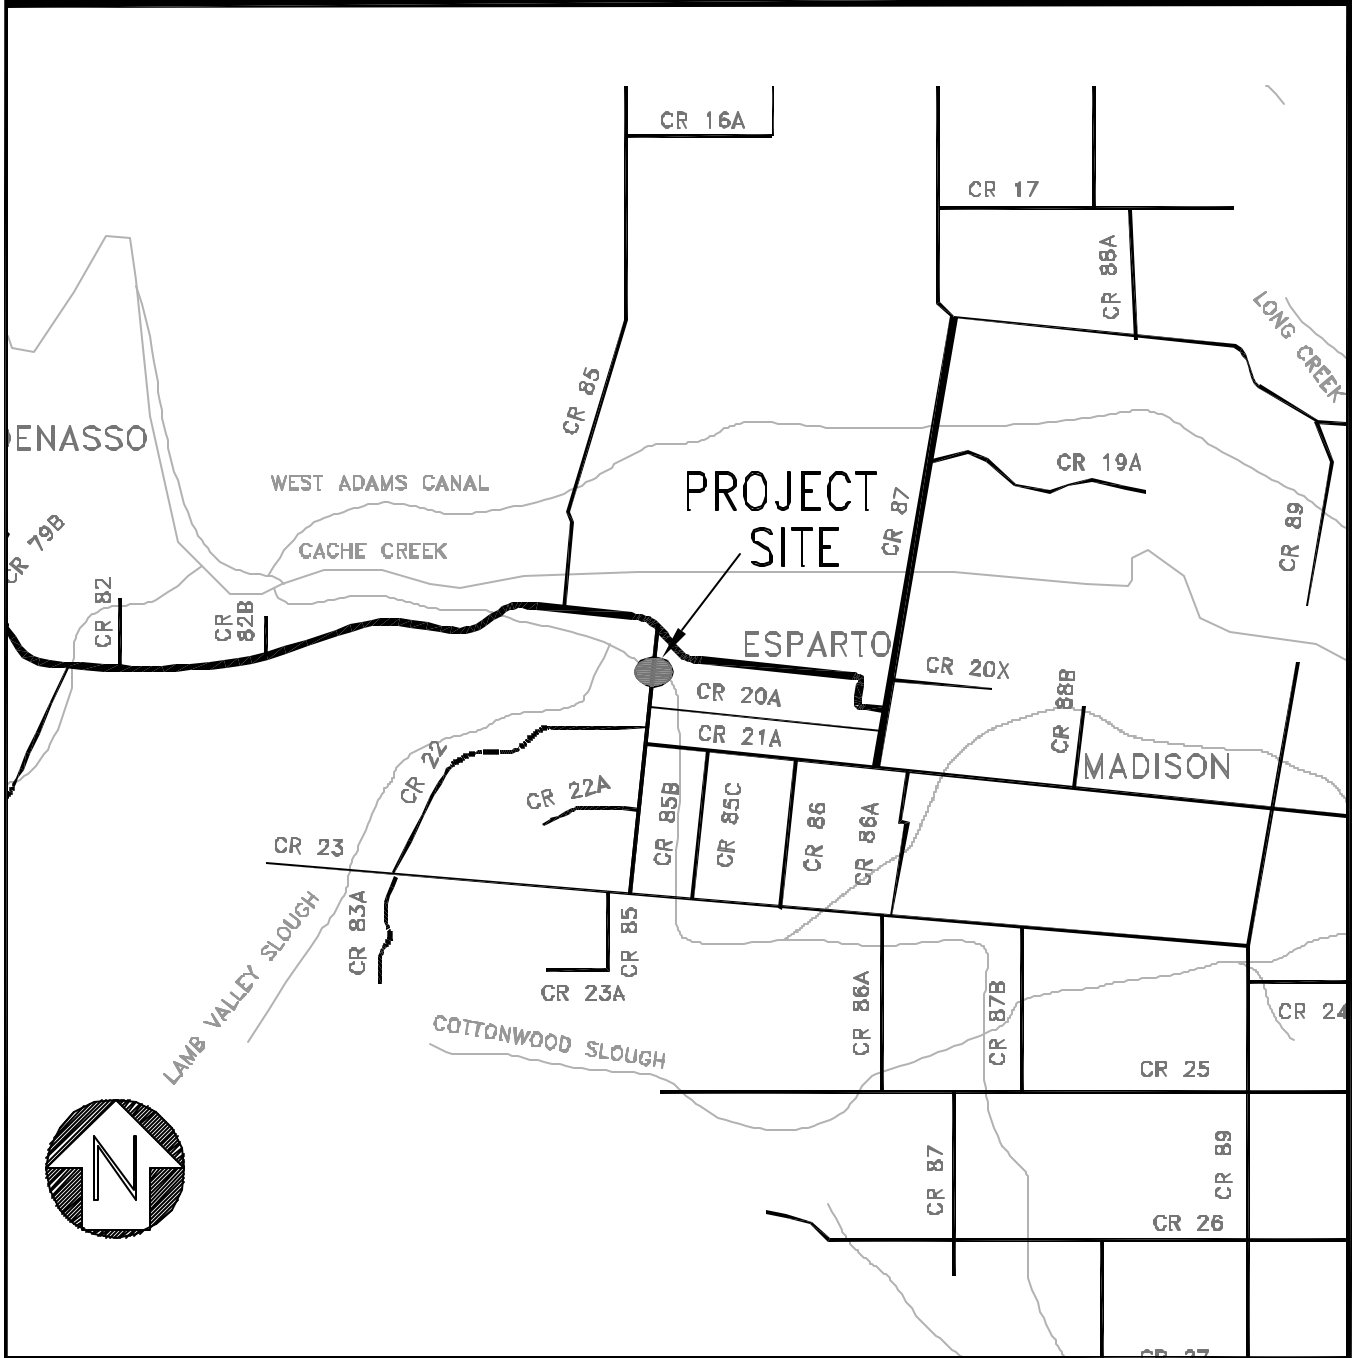 CR 16A
CR 17
CR 88A
LONG CREEK
CR 85
ENASSO
WEST ADAMS CANAL
PROJECT
SITE
CR 19A
CR 87
CR 89
CR 79B
CACHE CREEK
CR 82
CR
82B
ESPARTO
CR 20X
CR 20A
CR 88B
CR 21A
MADISON
CR 22
CR 22A
CR 85B
CR 85C
CR 86
CR 86A
CR 23
CR 83A
LAMB VALLEY SLOUGH
CR 85
CR 23A
CR 86A
CR 87B
CR 24
COTTONWOOD SLOUGH
CR 25
N
CR 87
CR 89
CR 26
CR 27